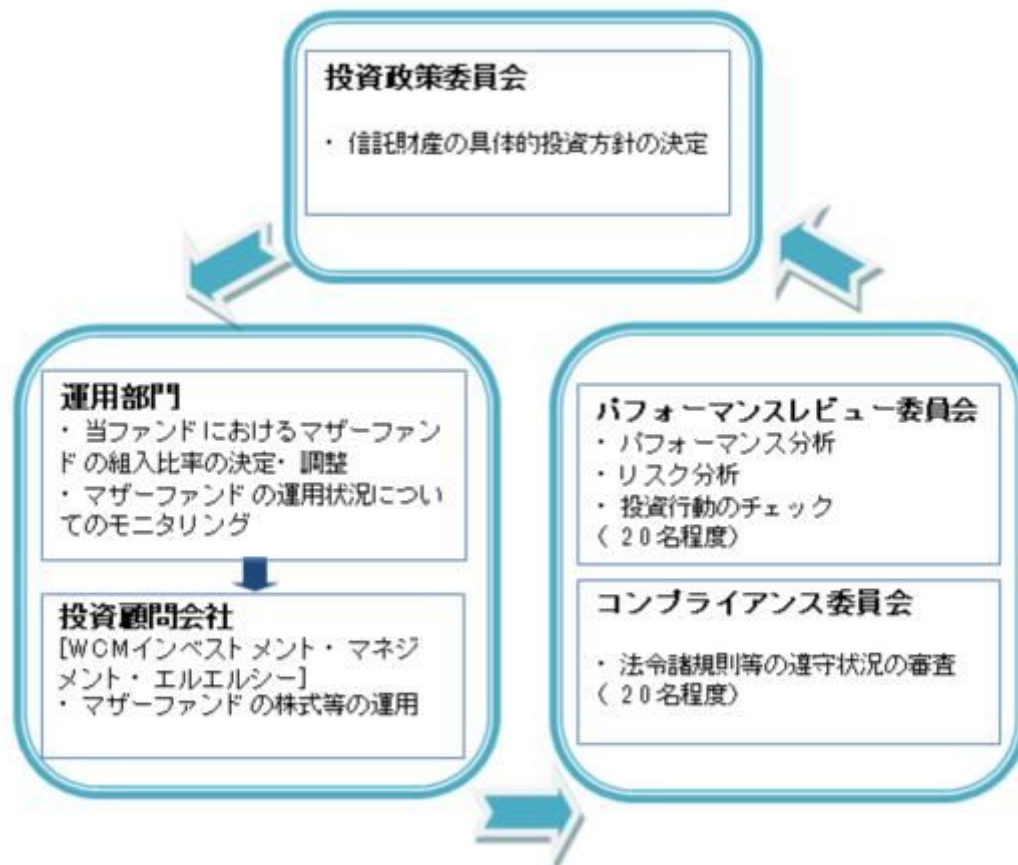 投資政策委員会
・ 信託財産の具体的投資方針の決定
運用部門
・ 当ファンドにおけるマザーファン
ドの組入比率の決定・ 調整
・ マザーファンドの運用状況につい
てのモニタリング
投資顧問会社
[WCMインベストメント・ マネジ
メント・ エルエルシー]
・ マザーファンドの株式等の運用
パフォーマンスレビュー委員会
・ パフォーマンス分析
・ リスク分析
・ 投資行動のチェック
（ 20名程度）
コンプライアンス委員会
・ 法令諸規則等の遵守状況の審査
（ 20名程度）